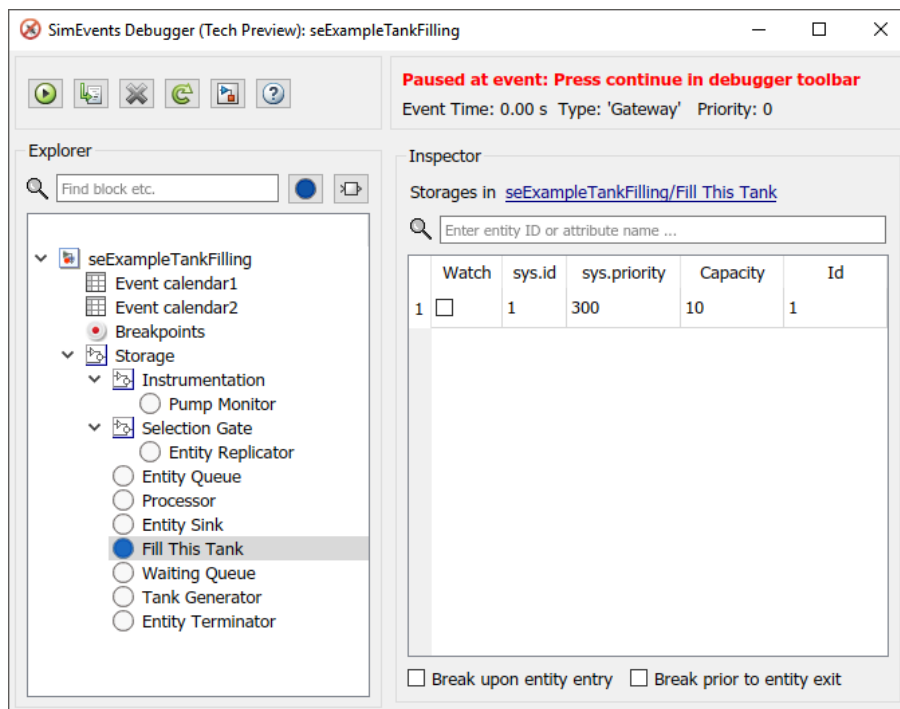 SimEvents Debugger (Tech Preview): seExampleTankFilling
Paused at event: Press continue in debugger toolbar
Event Time: 0.00 s Type: 'Gateway' Priority: 0
Explorer
Find block etc.
seExampleTankFilling
Event calendar1
Event calendar2
Breakpoints
Storage
Instrumentation
Pump Monitor
Selection Gate
Entity Replicator
Entity Queue
Processor
Entity Sink
Fill This Tank
Waiting Queue
Tank Generator
Entity Terminator
Inspector
Storages in seExampleTankFilling/Fill This Tank
Enter entity ID or attribute name ...
Watch sys.id sys.priority Capacity Id
1 1 300 10 1
Break upon entity entry Break prior to entity exit